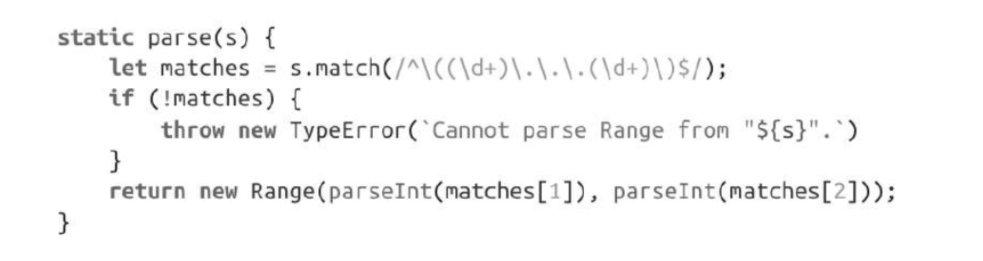 static parse(s) {
    let matches = s.match(/^\((\d+)\.\.\.(\d+)\)$/);
    if (!matches) {
        throw new TypeError(`Cannot parse Range from "${s}".`)
    }
    return new Range(parseInt(matches[1]), parseInt(matches[2]));
}